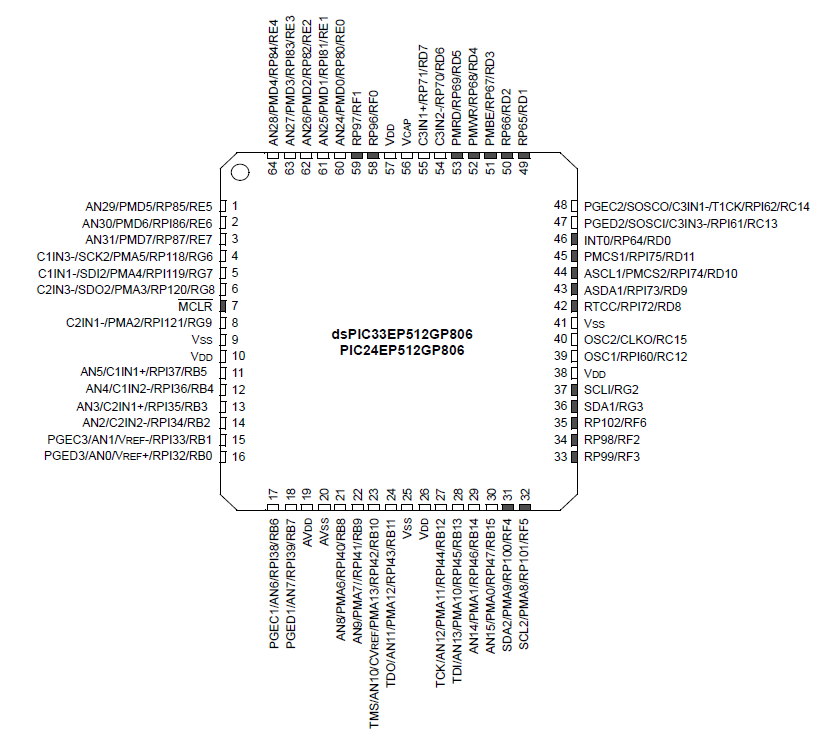 AN28/PMD4/RP84/RE4
AN27/PMD3/RPI83/RE3
AN26/PMD2/RP82/RE2
AN25/PMD1/RPI81/RE1
AN24/PMD0/RP80/RE0
RP97/RF1
RP96/RF0
VDD
VCAP
C3IN1+/RP71/RD7
C3IN2-/RP70/RD6
PMRD/RP69/RD5
PMWR/RP68/RD4
PMBE/RP67/RD3
RP66/RD2
RP65/RD1
64 63 62 61 60 59 58 57 56 55 54 53 52 51 50 49
AN29/PMD5/RP85/RE5 1
AN30/PMD6/RPI86/RE6 2
AN31/PMD7/RP87/RE7 3
C1IN3-/SCK2/PMA5/RP118/RG6 4
C1IN1-/SDI2/PMA4/RPI119/RG7 5
C2IN3-/SDO2/PMA3/RP120/RG8 6
MCLR 7
C2IN1-/PMA2/RPI121/RG9 8
VSS 9
VDD 10
AN5/C1IN1+/RPI37/RB5 11
AN4/C1IN2-/RPI36/RB4 12
AN3/C2IN1+/RPI35/RB3 13
AN2/C2IN2-/RPI34/RB2 14
PGEC3/AN1/VREF-/RPI33/RB1 15
PGED3/AN0/VREF+/RPI32/RB0 16
dsPIC33EP512GP806
PIC24EP512GP806
48 PGEC2/SOSCO/C3IN1-/T1CK/RPI62/RC14
47 PGED2/SOSCI/C3IN3-/RPI61/RC13
46 INT0/RP64/RD0
45 PMCS1/RPI75/RD11
44 ASCL1/PMCS2/RPI74/RD10
43 ASDA1/RPI73/RD9
42 RTCC/RPI72/RD8
41 VSS
40 OSC2/CLKO/RC15
39 OSC1/RPI60/RC12
38 VDD
37 SCLI/RG2
36 SDA1/RG3
35 RP102/RF6
34 RP98/RF2
33 RP99/RF3
17 18 19 20 21 22 23 24 25 26 27 28 29 30 31 32
PGEC1/AN6/RPI38/RB6
PGED1/AN7/RPI39/RB7
AVDD
AVSS
AN8/PMA6/RPI40/RB8
AN9/PMA7//RPI41/RB9
TMS/AN10/CVREF/PMA13/RPI42/RB10
TDO/AN11/PMA12/RPI43/RB11
VSS
VDD
TCK/AN12/PMA11/RPI44/RB12
TDI/AN13/PMA10/RPI45/RB13
AN14/PMA1/RPI46/RB14
AN15/PMA0/RPI47/RB15
SDA2/PMA9/RP100/RF4
SCL2/PMA8/RP101/RF5